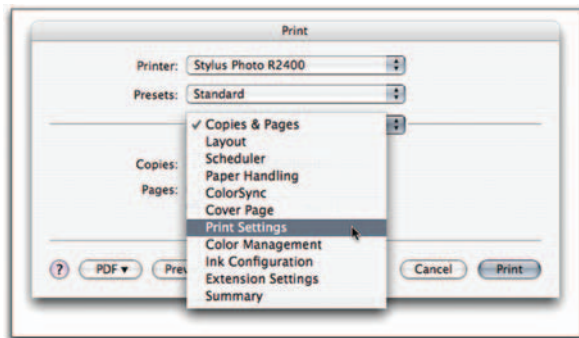 Print
Printer: Stylus Photo R2400
Presets: Standard
✓ Copies & Pages
Layout
Scheduler
Copies:
Paper Handling
Pages:
ColorSync
Cover Page
Print Settings
Color Management
Ink Configuration
Extension Settings
Summary
? PDF▼ Prev Cancel Print